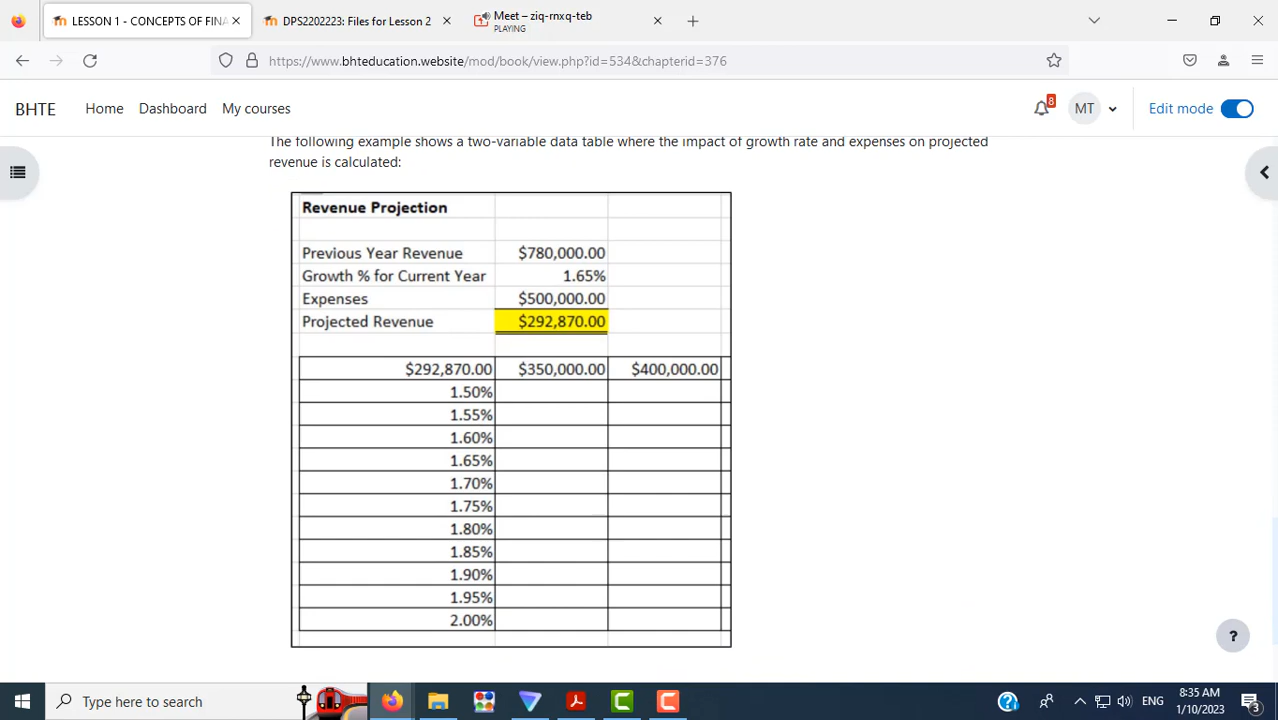 LESSON 1 - CONCEPTS OF FINA
DPS2202223: Files for Lesson 2
Meet – ziq-rnxq-teb
PLAYING
https://www.bhteducation.website/mod/book/view.php?id=534&chapterid=376
BHTE
Home
Dashboard
My courses
8
MT
Edit mode
The following example shows a two-variable data table where the impact of growth rate and expenses on projected
revenue is calculated:
Revenue Projection
Previous Year Revenue $780,000.00
Growth % for Current Year 1.65%
Expenses $500,000.00
Projected Revenue $292,870.00
$292,870.00 $350,000.00 $400,000.00
1.50%
1.55%
1.60%
1.65%
1.70%
1.75%
1.80%
1.85%
1.90%
1.95%
2.00%
?
Type here to search
?
ENG
8:35 AM
1/10/2023
3